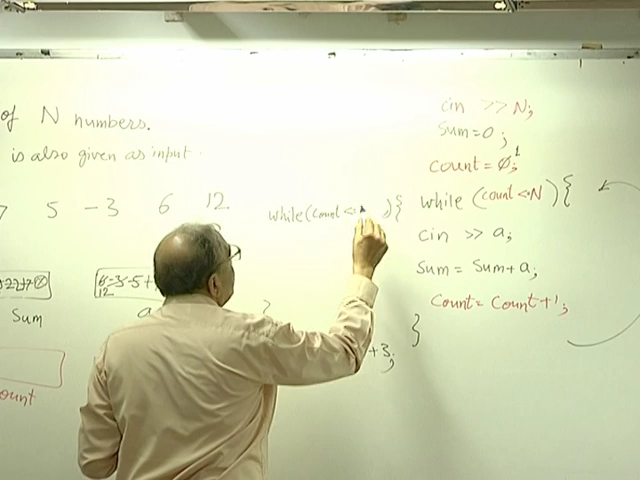 of N numbers.
is also given as input.
7 5 -3 6 12
Sum
a
ount
while(count <= ){
+3;
}
cin >> N;
Sum=0;
Count=0;1
while (count <= N){
cin >> a;
Sum = Sum+a;
Count= Count+1;
}